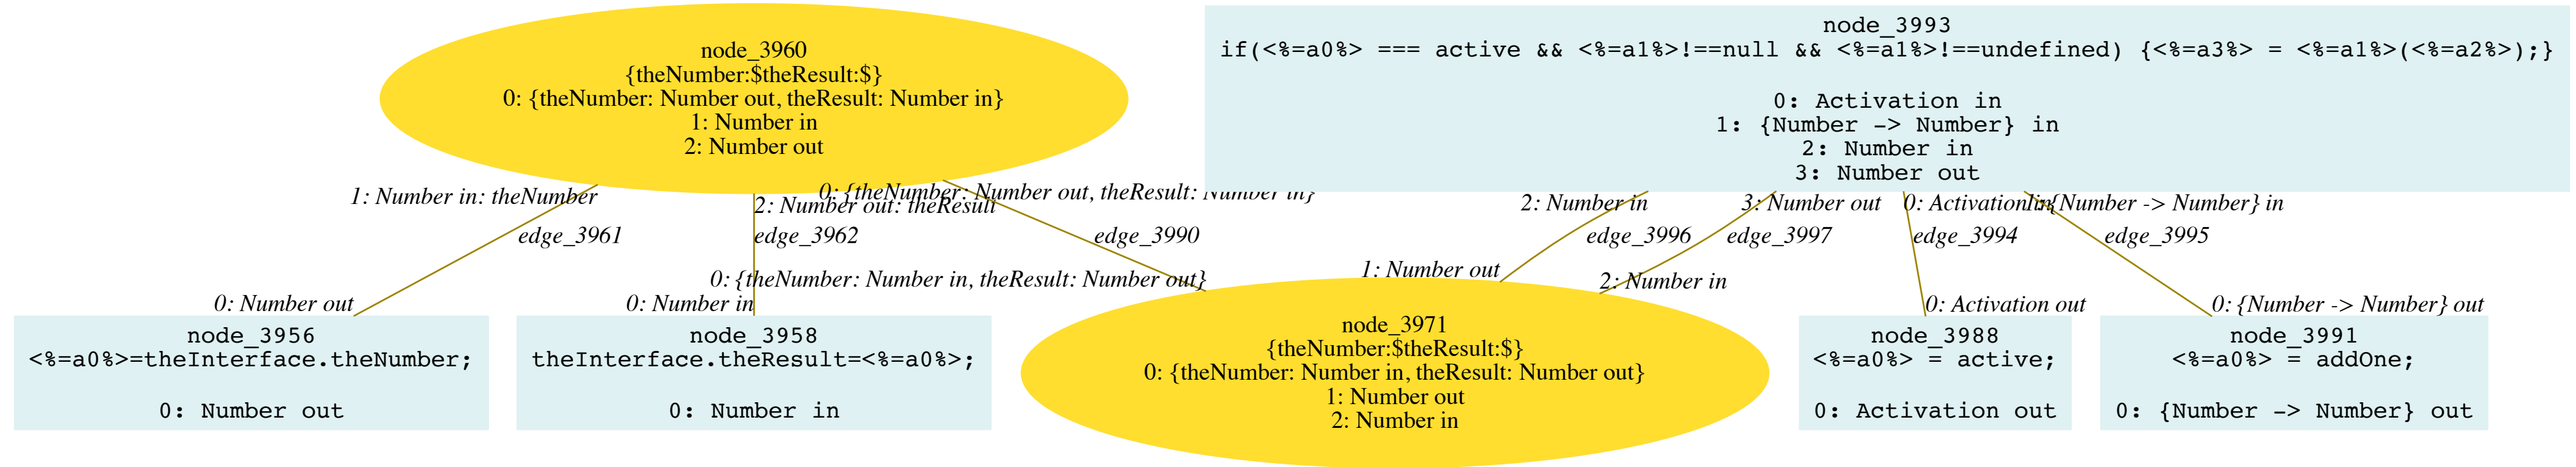 node_3960
{theNumber:$theResult:$}
0: {theNumber: Number out, theResult: Number in}
1: Number in
2: Number out
node_3993
if(<%=a0%> === active && <%=a1%>!==null && <%=a1%>!==undefined) {<%=a3%> = <%=a1%>(<%=a2%>);}
0: Activation in
1: {Number -> Number} in
2: Number in
3: Number out
1: Number in: theNumber
2: Number out: theResult
0: {theNumber: Number out, theResult: Number in}
2: Number in
3: Number out
0: Activation in
1: {Number -> Number} in
edge_3961
edge_3962
edge_3990
edge_3996
edge_3997
edge_3994
edge_3995
0: Number out
0: Number in
0: {theNumber: Number in, theResult: Number out}
1: Number out
2: Number in
0: Activation out
0: {Number -> Number} out
node_3956
<%=a0%>=theInterface.theNumber;
0: Number out
node_3958
theInterface.theResult=<%=a0%>;
0: Number in
node_3971
{theNumber:$theResult:$}
0: {theNumber: Number in, theResult: Number out}
1: Number out
2: Number in
node_3988
<%=a0%> = active;
0: Activation out
node_3991
<%=a0%> = addOne;
0: {Number -> Number} out